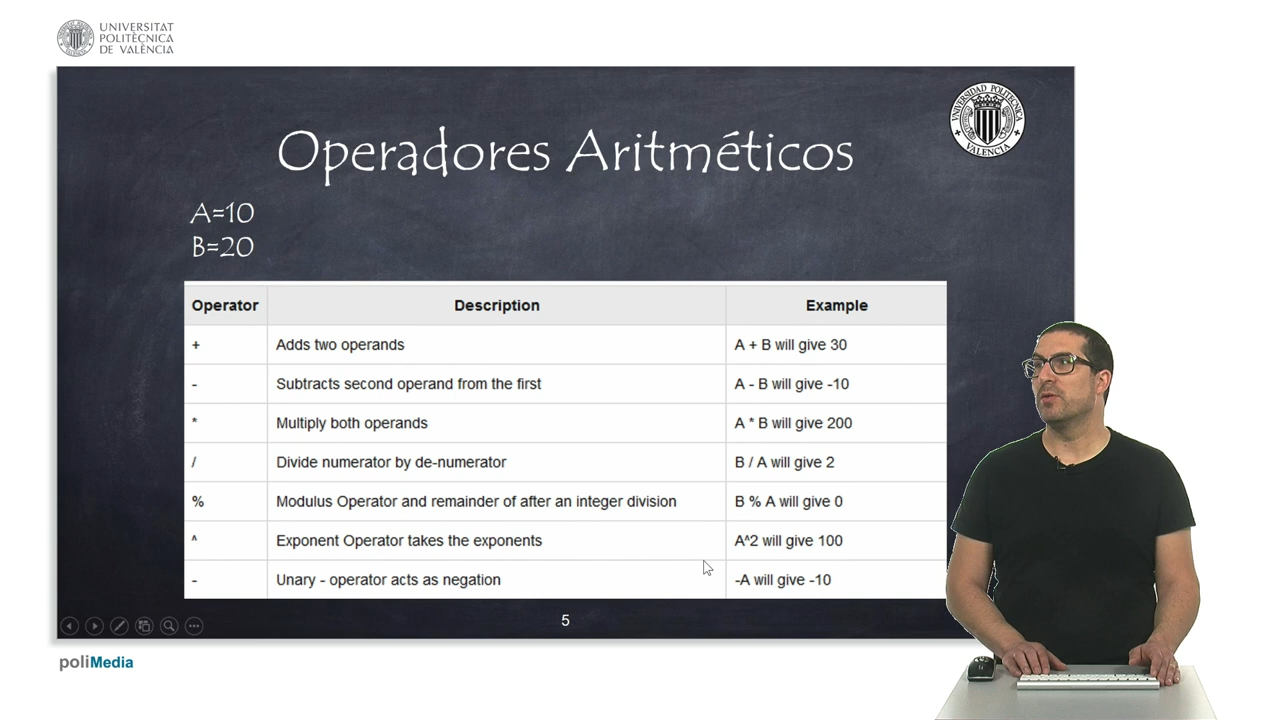 UNIVERSITAT
POLITÈCNICA
DE VALÈNCIA
UNIVERSIDAD POLITECNICA
VALENCIA
Operadores Aritméticos
A=10
B=20
Operator Description Example
+ Adds two operands A + B will give 30
- Subtracts second operand from the first A - B will give -10
* Multiply both operands A * B will give 200
/ Divide numerator by de-numerator B / A will give 2
% Modulus Operator and remainder of after an integer division B % A will give 0
^ Exponent Operator takes the exponents A^2 will give 100
- Unary - operator acts as negation -A will give -10
5
poliMedia